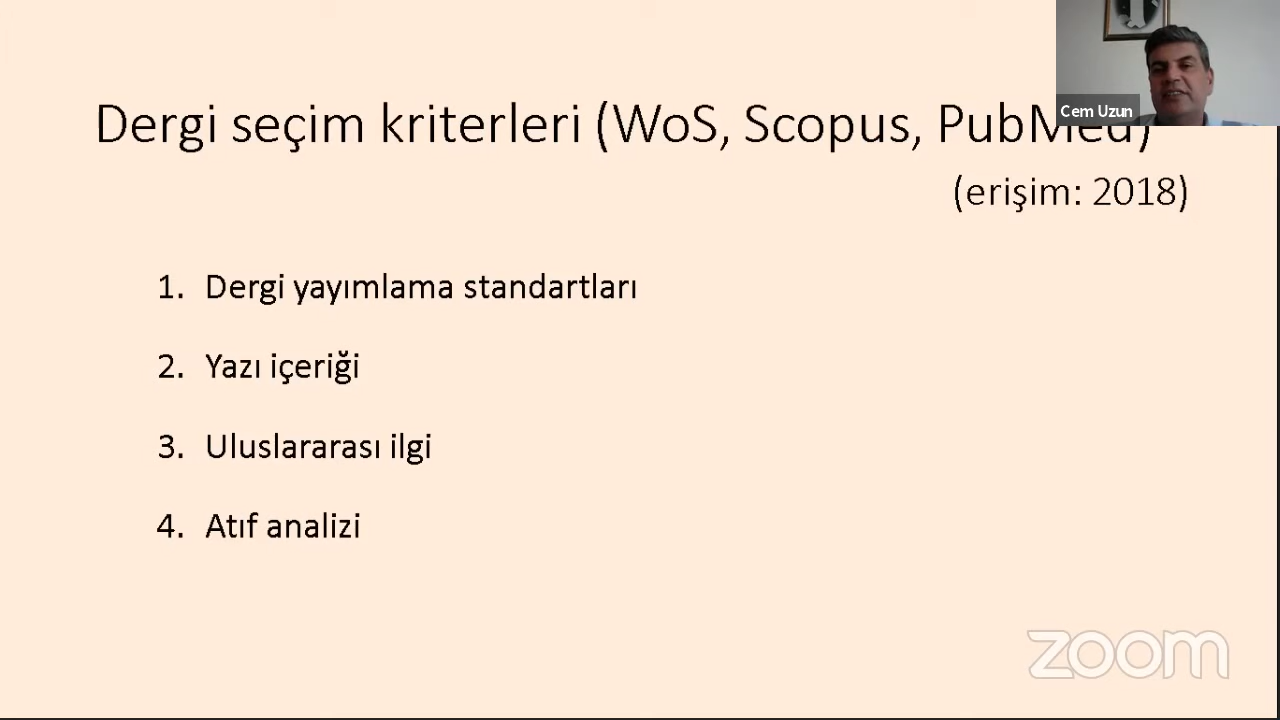 Dergi seçim kriterleri (WoS, Scopus, PubMed)
Cem Uzun
(erişim: 2018)
1. Dergi yayımlama standartları
2. Yazı içeriği
3. Uluslararası ilgi
4. Atıf analizi
zoom